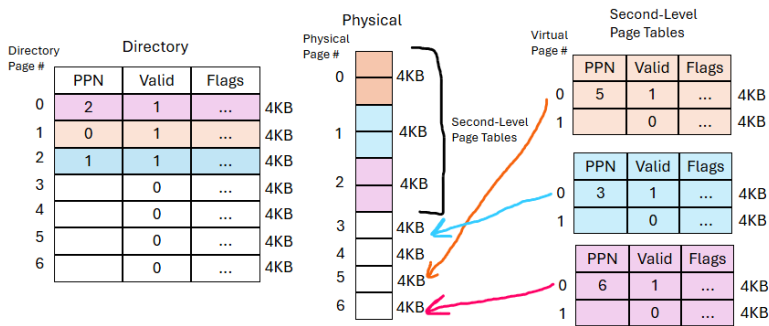 Directory
Directory
Page #
PPN Valid Flags
0 2 1 ... 4KB
1 0 1 ... 4KB
2 1 1 ... 4KB
3 0 ... 4KB
4 0 ... 4KB
5 0 ... 4KB
6 0 ... 4KB
Physical
Physical
Page #
0 4KB
1 4KB
2 4KB
3 4KB
4 4KB
5 4KB
6 4KB
Second-Level
Page Tables
Second-Level
Page Tables
Virtual
Page #
PPN Valid Flags
0 5 1 ... 4KB
1 0 ... 4KB
PPN Valid Flags
0 3 1 ... 4KB
1 0 ... 4KB
PPN Valid Flags
0 6 1 ... 4KB
1 0 ... 4KB